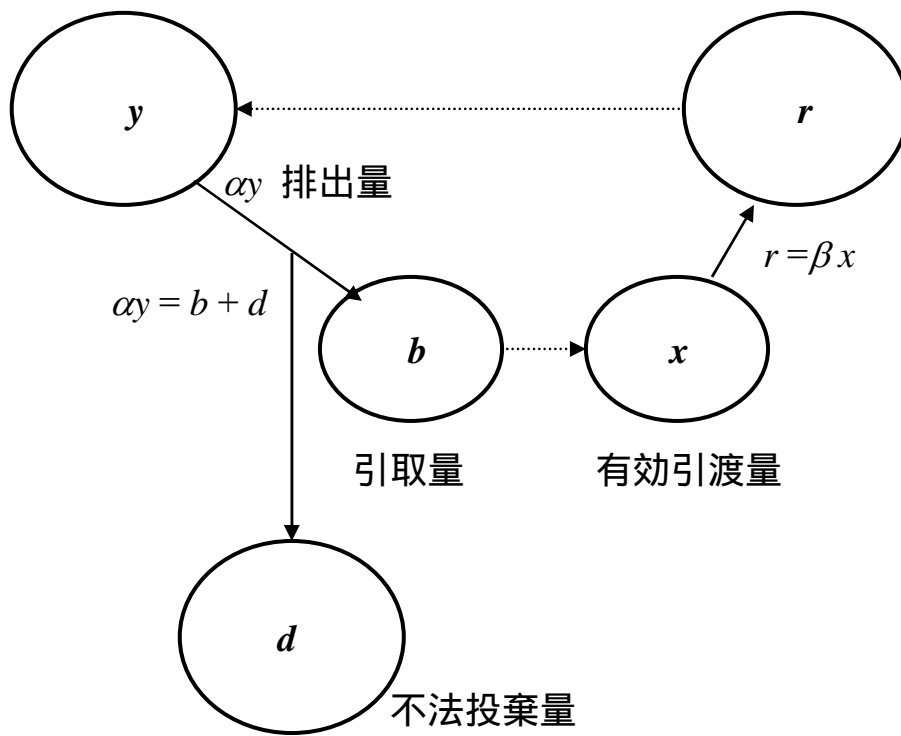 y
r
αy 排出量
r = β x
αy = b + d
b
x
引取量
有効引渡量
d
不法投棄量